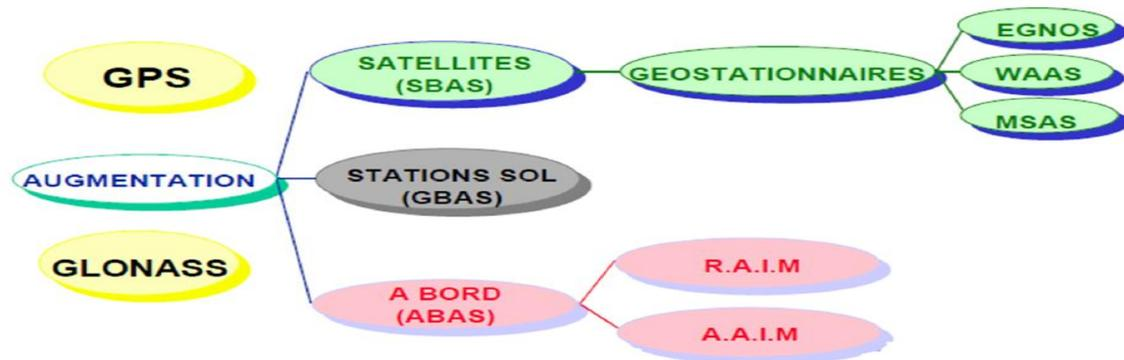 GPS
AUGMENTATION
GLONASS
SATELLITES
(SBAS)
GEOSTATIONNAIRES
EGNOS
WAAS
MSAS
STATIONS SOL
(GBAS)
A BORD
(ABAS)
R.A.I.M
A.A.I.M